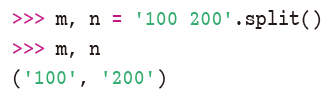 >>> m, n = '100 200'.split()
>>> m, n
('100', '200')